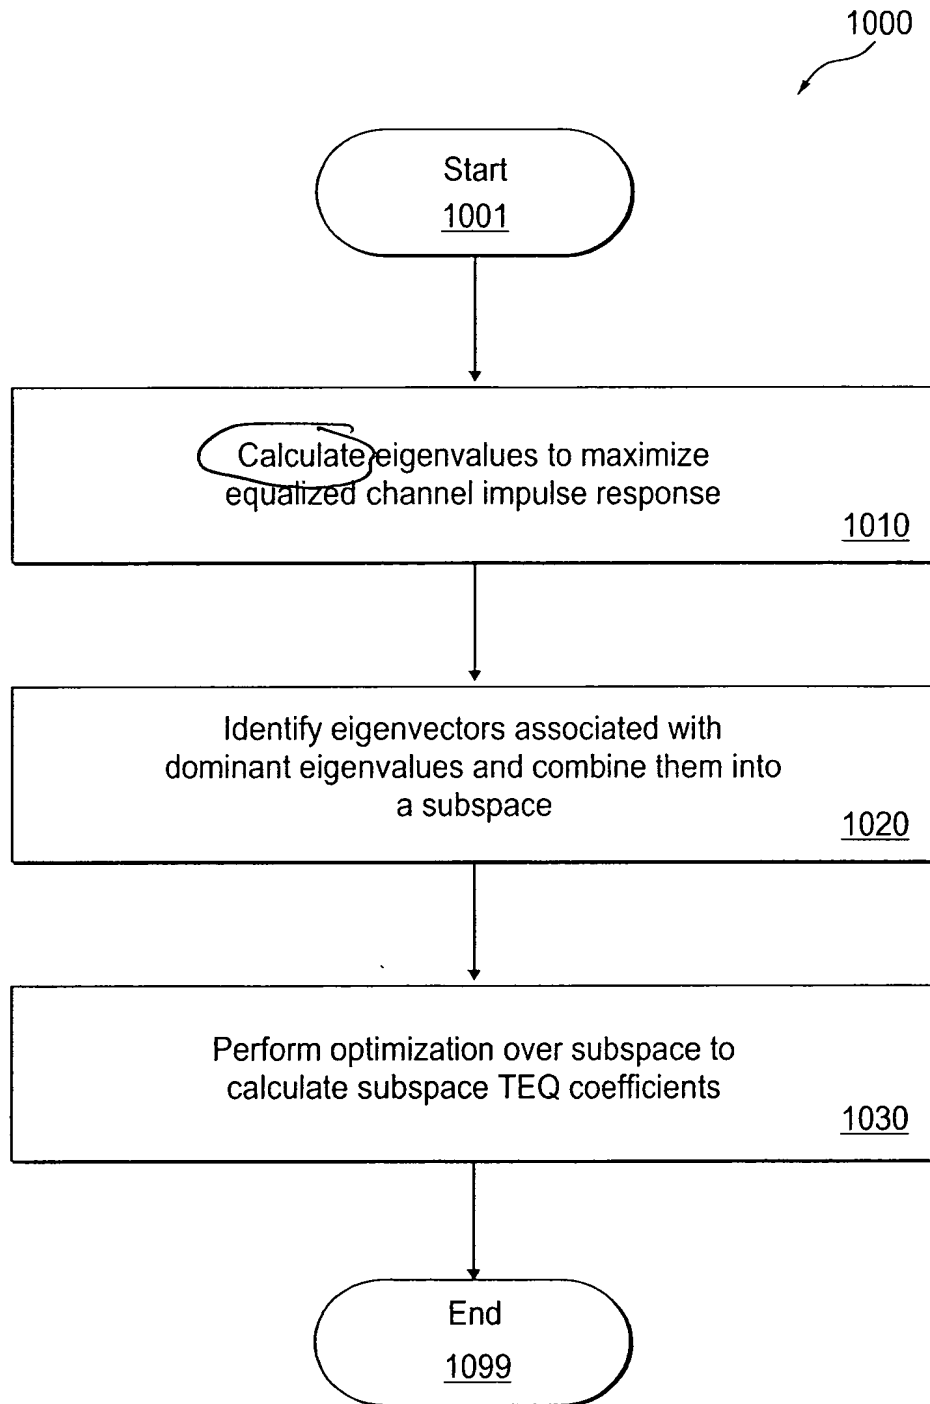 1000
Start
1001
Calculate eigenvalues to maximize
equalized channel impulse response
1010
Identify eigenvectors associated with
dominant eigenvalues and combine them into
a subspace
1020
Perform optimization over subspace to
calculate subspace TEQ coefficients
1030
End
1099